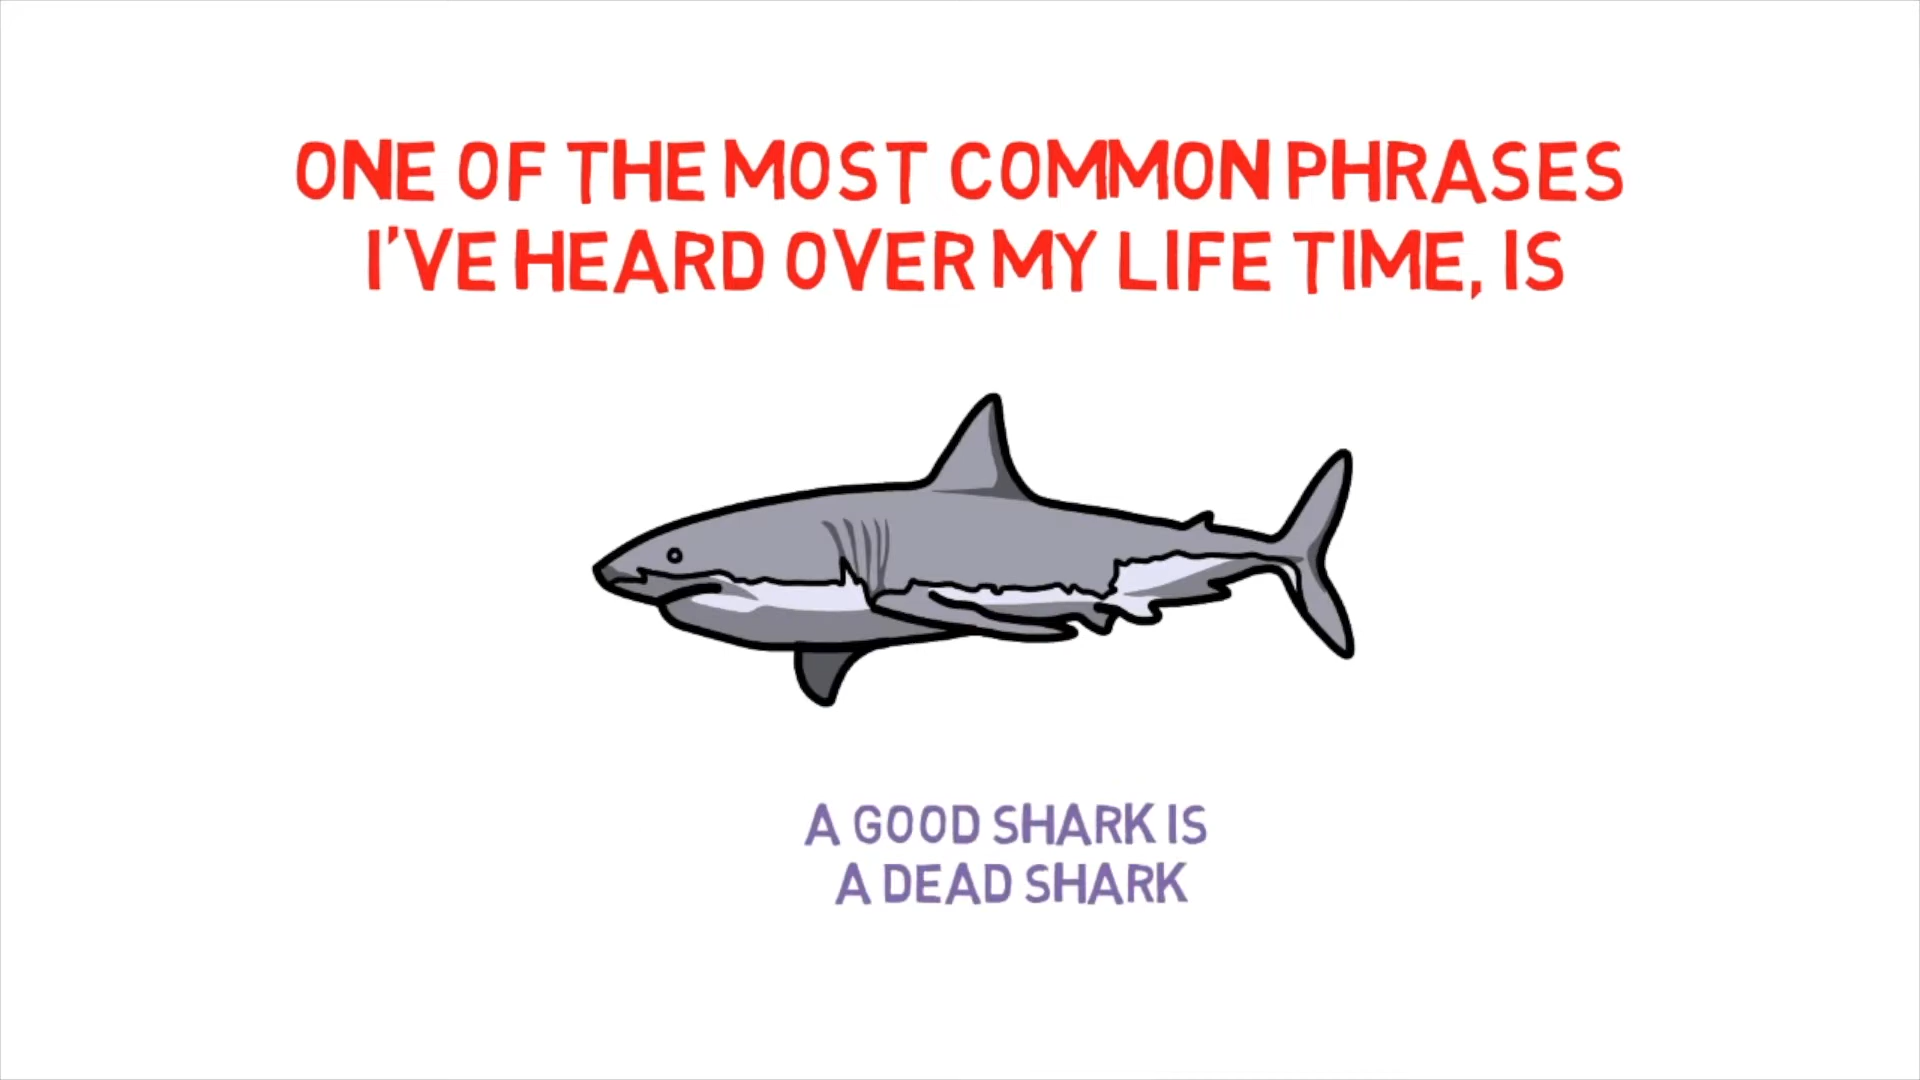 ONE OF THE MOST COMMON PHRASES
I'VE HEARD OVER MY LIFE TIME, IS
A GOOD SHARK IS
A DEAD SHARK